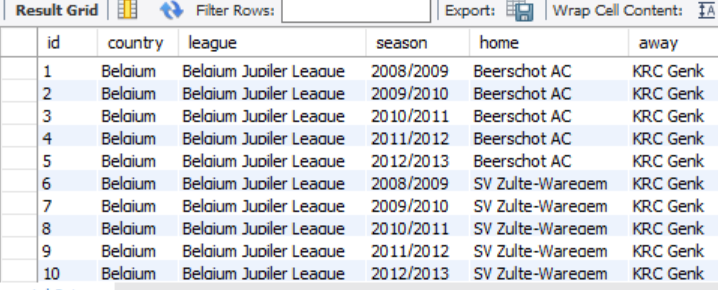 Result Grid Filter Rows: Export: Wrap Cell Content: IA
id country league season home away
1 Belgium Belgium Jupiler League 2008/2009 Beerschot AC KRC Genk
2 Belgium Belgium Jupiler League 2009/2010 Beerschot AC KRC Genk
3 Belgium Belgium Jupiler League 2010/2011 Beerschot AC KRC Genk
4 Belgium Belgium Jupiler League 2011/2012 Beerschot AC KRC Genk
5 Belgium Belgium Jupiler League 2012/2013 Beerschot AC KRC Genk
6 Belgium Belgium Jupiler League 2008/2009 SV Zulte-Waregem KRC Genk
7 Belgium Belgium Jupiler League 2009/2010 SV Zulte-Waregem KRC Genk
8 Belgium Belgium Jupiler League 2010/2011 SV Zulte-Waregem KRC Genk
9 Belgium Belgium Jupiler League 2011/2012 SV Zulte-Waregem KRC Genk
10 Belgium Belgium Jupiler League 2012/2013 SV Zulte-Waregem KRC Genk